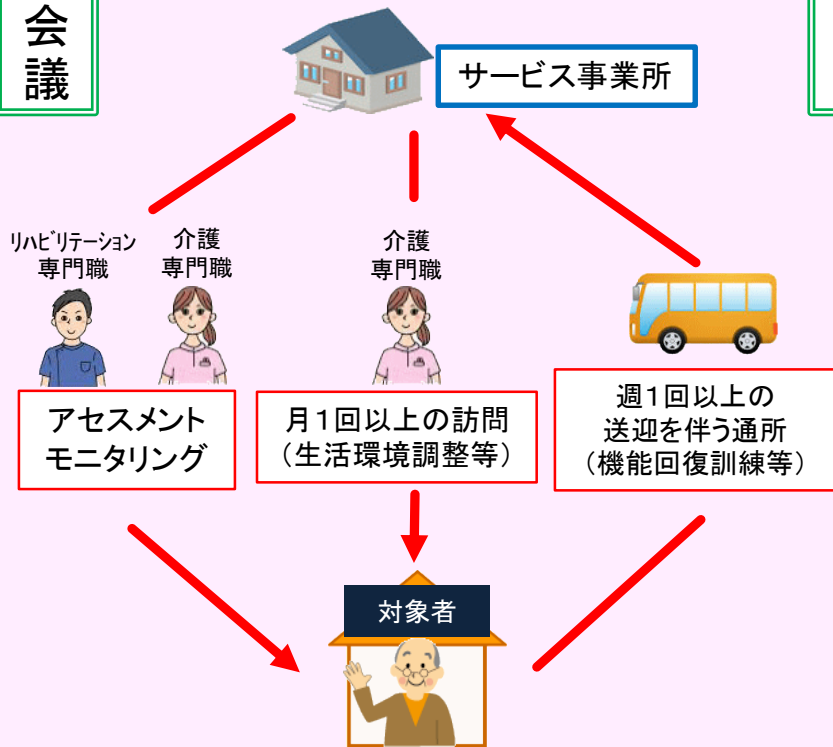 会議
サービス事業所
リハビリテーション
専門職
介護
専門職
介護
専門職
アセスメント
モニタリング
月1回以上の訪問
（生活環境調整等）
週1回以上の
送迎を伴う通所
（機能回復訓練等）
対象者